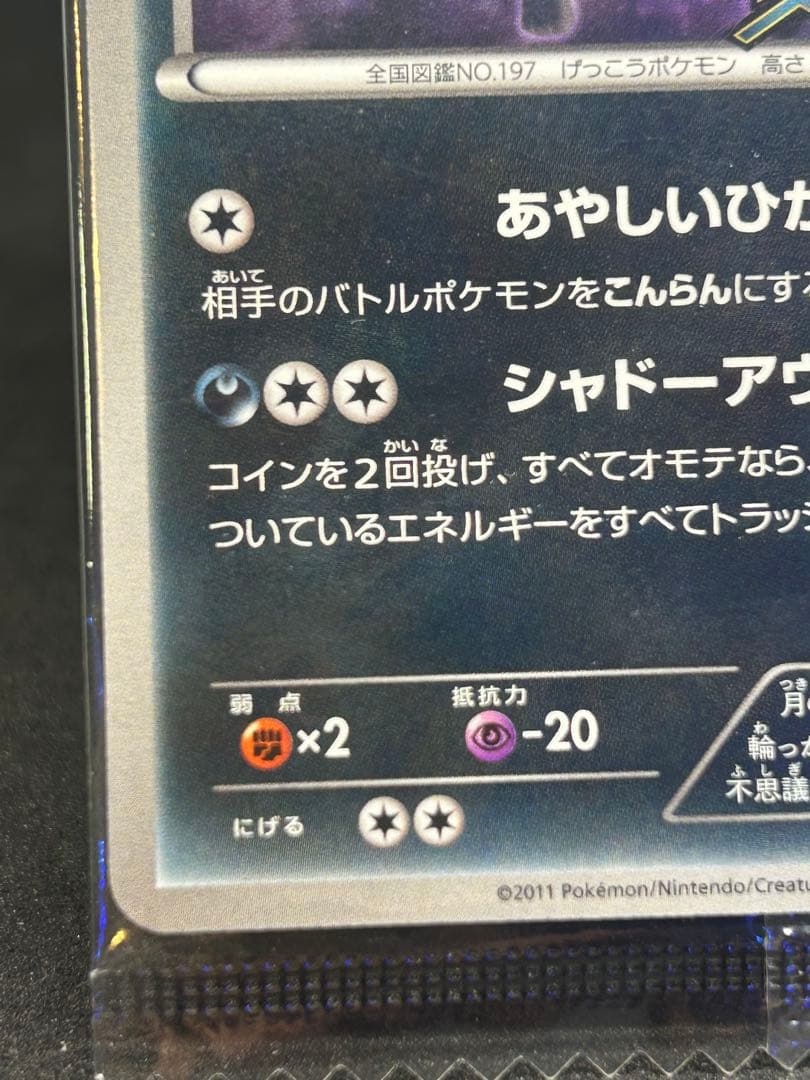 全国図鑑NO.197 げっこうポケモン 高さ
あやしいひか
あいて
相手のバトルポケモンをこんらんにする
シャドーアウ
かい な
コインを2回投げ、すべてオモテなら、
ついているエネルギーをすべてトラッシ
弱点 抵抗力
×2 -20
にげる
つき
月の
わ
輪っか
ふしぎ
不思議
©2011 Pokémon/Nintendo/Creatu